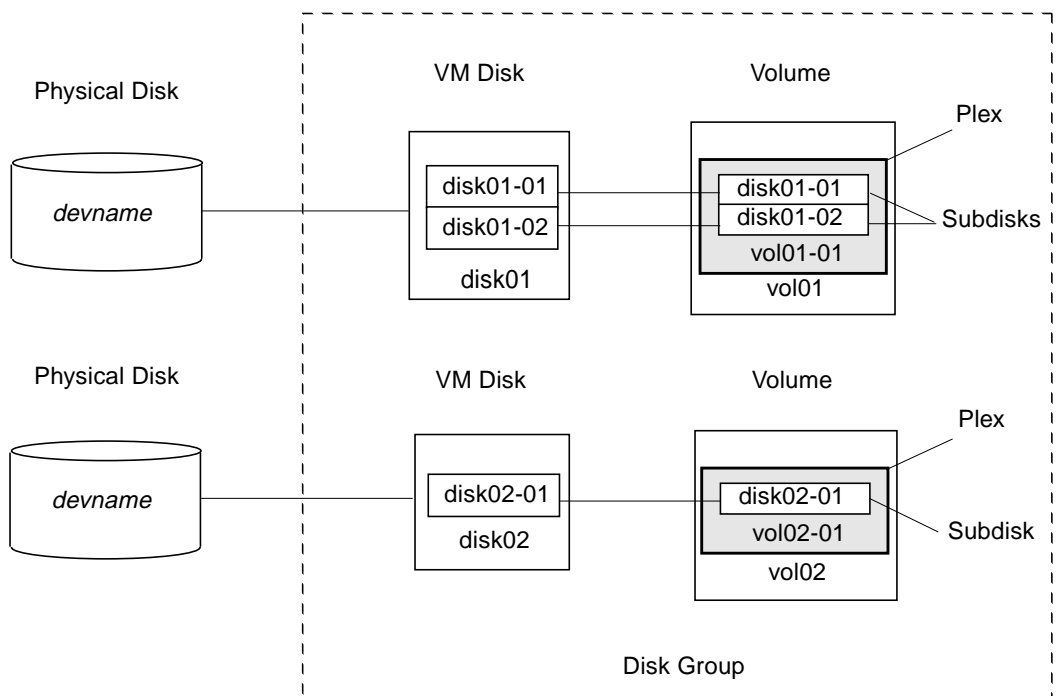 VM Disk
Volume
Physical Disk
Plex
devname
disk01-01
disk01-02
disk01
disk01-01
disk01-02
vol01-01
vol01
Subdisks
Physical Disk
VM Disk
Volume
Plex
devname
disk02-01
disk02
disk02-01
vol02-01
vol02
Subdisk
Disk Group